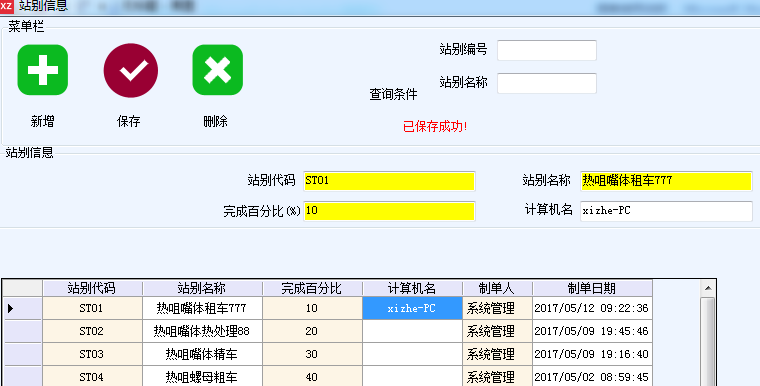 XZ 站别信息
菜单栏
新增 保存 删除
站别编号
站别名称
查询条件
已保存成功!
站别信息
站别代码 ST01 站别名称 热咀嘴体租车777
完成百分比(%) 10 计算机名 xizhe-PC
站别代码 站别名称 完成百分比 计算机名 制单人 制单日期
ST01 热咀嘴体租车777 10 xizhe-PC 系统管理 2017/05/12 09:22:36
ST02 热咀嘴体热处理88 20 系统管理 2017/05/09 19:45:46
ST03 热咀嘴体精车 30 系统管理 2017/05/09 19:16:40
ST04 热咀螺母粗车 40 系统管理 2017/05/02 08:59:45